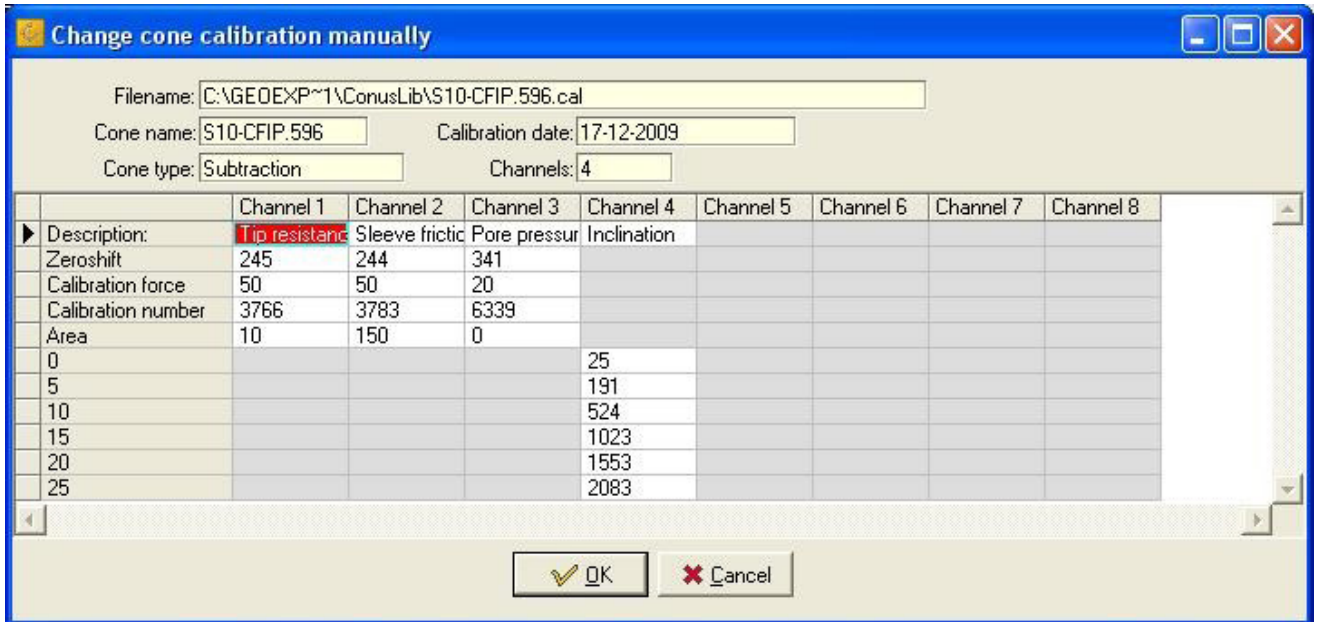 Change cone calibration manually
Filename: C:\GEOEXP~1\ConusLib\S10-CFIP.596.cal
Cone name: S10-CFIP.596 Calibration date: 17-12-2009
Cone type: Subtraction Channels: 4
Channel 1 Channel 2 Channel 3 Channel 4 Channel 5 Channel 6 Channel 7 Channel 8
Description: Tip resistanc Sleeve frictic Pore pressur Inclination
Zeroshift 245 244 341
Calibration force 50 50 20
Calibration number 3766 3783 6339
Area 10 150 0
0 25
5 191
10 524
15 1023
20 1553
25 2083
OK Cancel